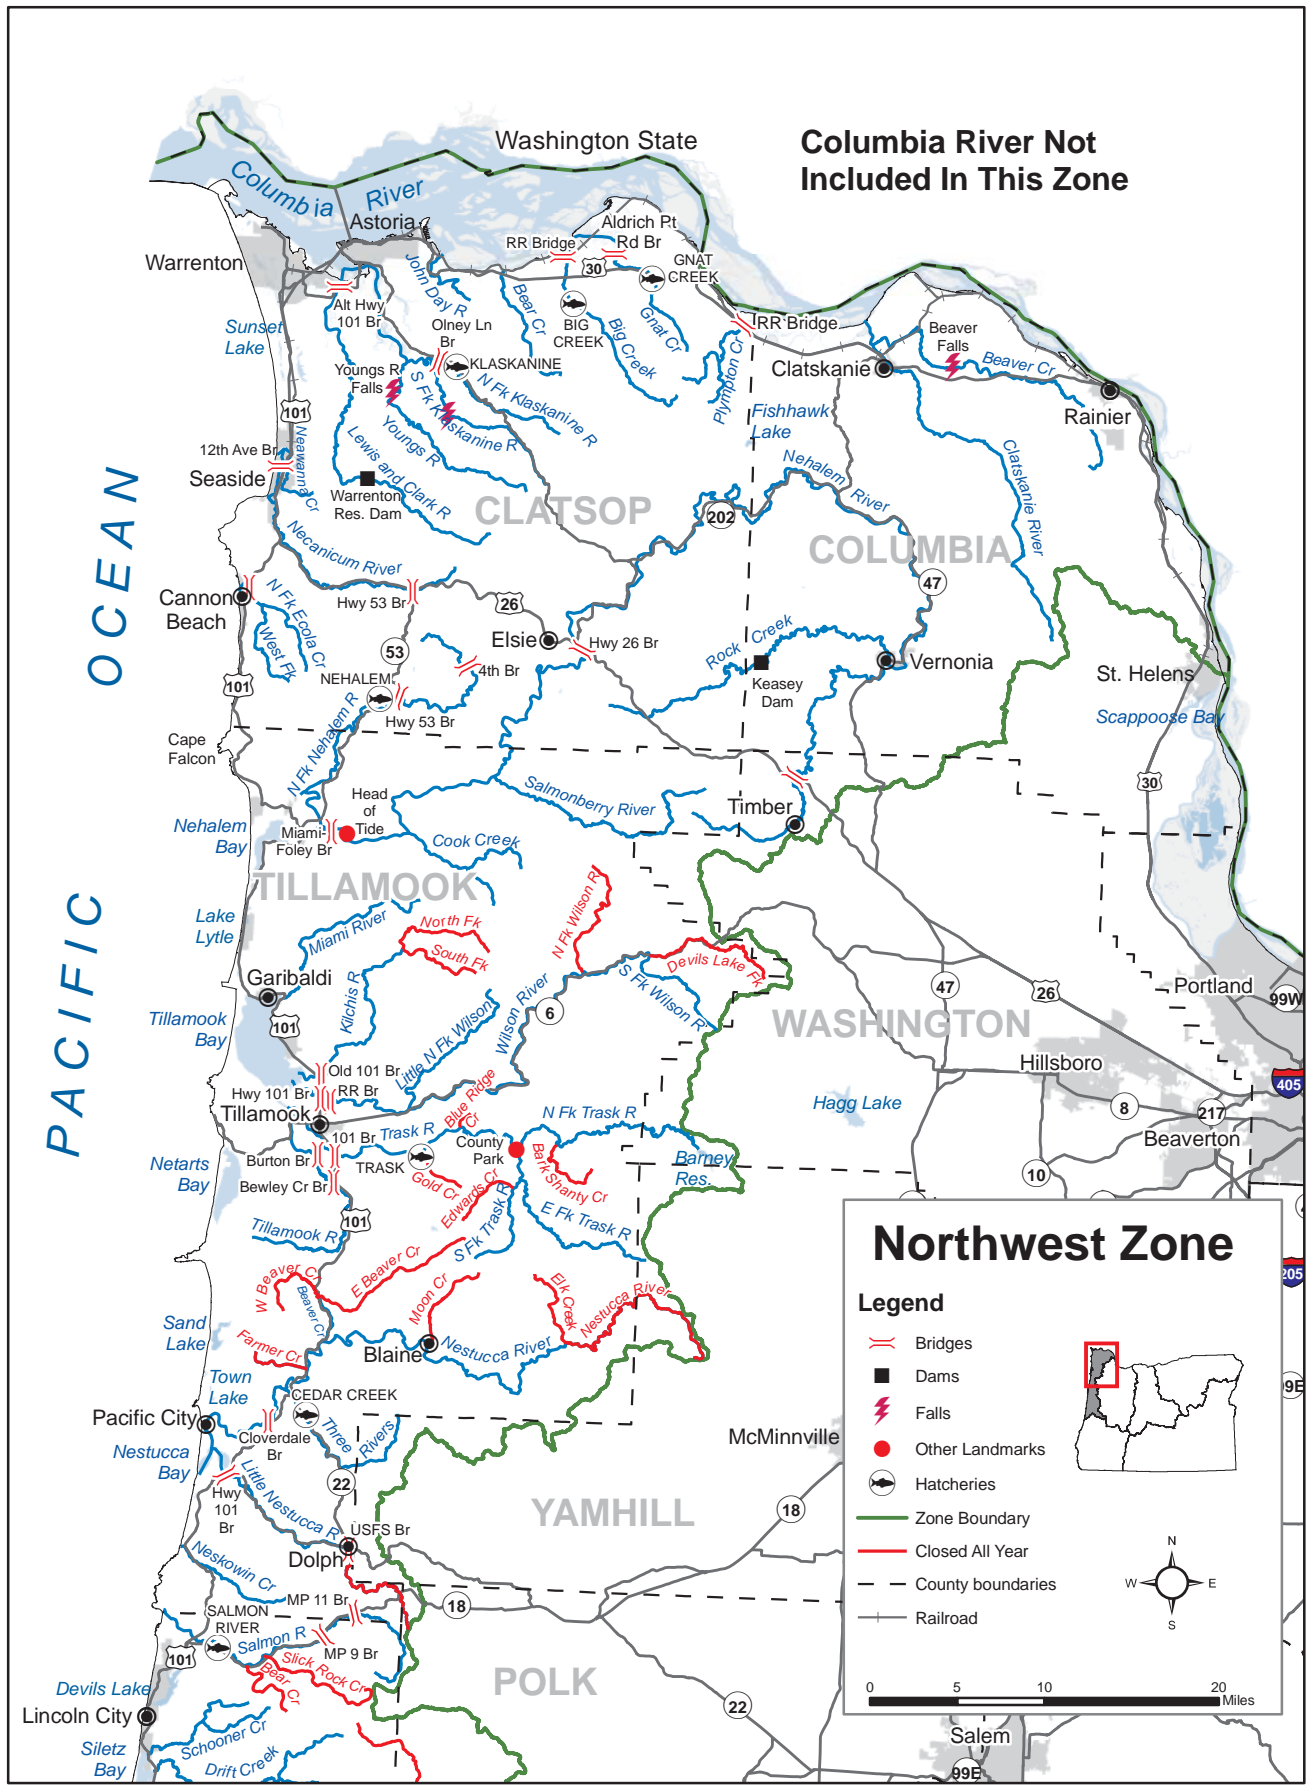 Washington State
Columbia River Not
Included In This Zone
Columbia
River
Astoria
Warrenton
Aldrich Pt
Rd Br
RR Bridge
30
GNAT
CREEK
John Day R
Bear Cr
Alt Hwy
101 Br
Olney Ln
Br
BIG
CREEK
Big Creek
Gnat Cr
RR Bridge
Plympton Cr
Beaver
Falls
Beaver Cr
Clatskanie
Rainier
Sunset
Lake
Youngs R
Falls
KLASKANINE
N Fk Klaskanine R
S Fk Klaskanine R
Youngs R
Lewis and Clark R
101
12th Ave Br
Neawanna Cr
Seaside
Warrenton
Res. Dam
Fishhawk
Lake
Nehalem
River
Clatskanie River
CLATSOP
202
COLUMBIA
47
Necanicum River
Hwy 53 Br
26
Cannon
Beach
N Fk Ecola Cr
West Fk
Elsie
Hwy 26 Br
53
4th Br
NEHALEM
Hwy 53 Br
Rock Creek
Keasey
Dam
Vernonia
St. Helens
Scappoose Bay
101
Cape
Falcon
N Fk Nehalem R
30
Head
of
Tide
Salmonberry River
Timber
Nehalem
Bay
Miami
Foley Br
Cook Creek
TILLAMOOK
Lake
Lytle
Miami River
North Fk
South Fk
N Fk Wilson R
Devils Lake Fk
S Fk Wilson R
Garibaldi
Kilchis R
Little N Fk Wilson
Wilson River
6
47
26
Portland
99W
Tillamook
Bay
101
WASHINGTON
Hillsboro
405
Old 101 Br
Hwy 101 Br
RR Br
Tillamook
Blue Ridge
Cr
Hagg Lake
8
217
Beaverton
10
101 Br
Trask R
N Fk Trask R
County
Park
Burton Br
TRASK
Bewley Cr Br
Netarts
Bay
Gold Cr
Edwards Cr
Bark Shanty Cr
Barney
Res.
101
Tillamook R
S Fk Trask R
E Fk Trask R
W Beaver Cr
E Beaver Cr
Beaver Cr
Moon Cr
Elk Creek
Nestucca River
Sand
Lake
Farmer Cr
Blaine
Nestucca River
Town
Lake
CEDAR CREEK
Three
Rivers
Pacific City
Cloverdale
Br
Nestucca
Bay
Hwy
101
Br
Little Nestucca R
22
USFS Br
Dolph
McMinnville
YAMHILL
18
Neskowin Cr
MP 11 Br
18
SALMON
RIVER
Salmon R
MP 9 Br
101
Slick Rock Cr
Bear Cr
POLK
22
Devils Lake
Lincoln City
Schooner Cr
Siletz
Bay
Drift Creek
PACIFIC
OCEAN
Northwest Zone
Legend
Bridges
Dams
Falls
Other Landmarks
Hatcheries
Zone Boundary
Closed All Year
County boundaries
Railroad
N
W
E
S
0
5
10
20
Miles
205
99E
Salem
99E